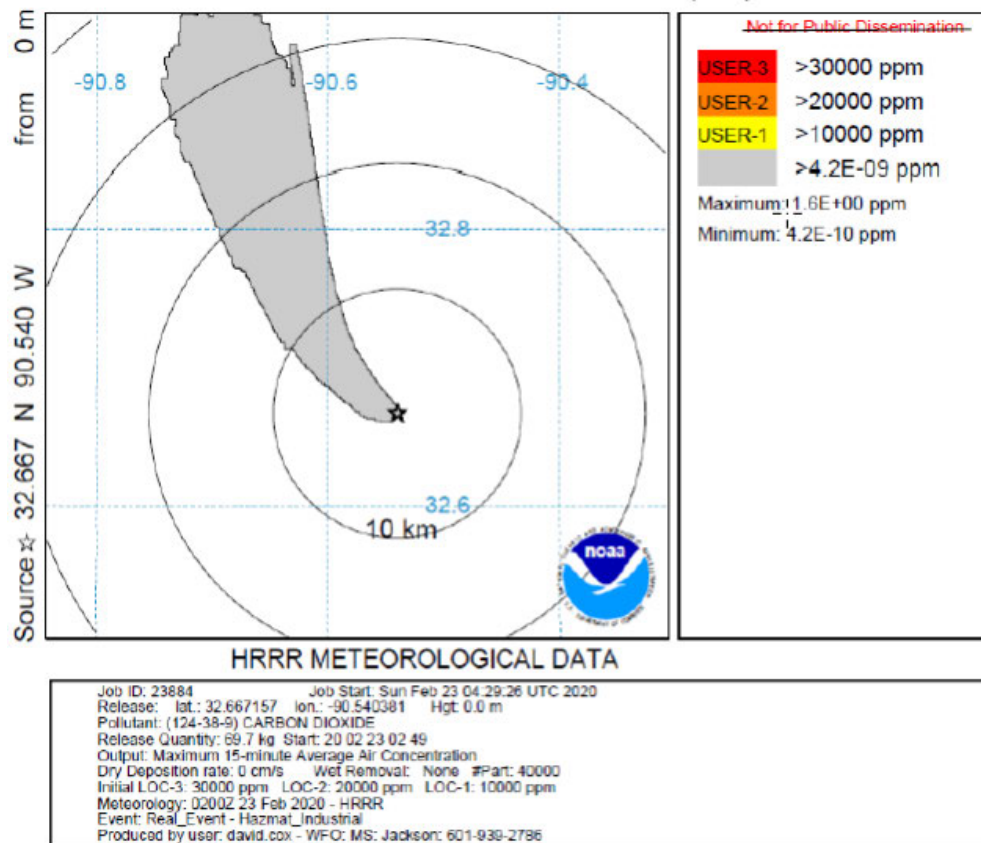 Source ☆ 32.667 N 90.540 W from 0 m
-90.8
-90.6
-90.4
32.8
32.6
10 km
noaa
Not for Public Dissemination
USER-3 >30000 ppm
USER-2 >20000 ppm
USER-1 >10000 ppm
>4.2E-09 ppm
Maximum: 1.6E+00 ppm
Minimum: 4.2E-10 ppm
HRRR METEOROLOGICAL DATA
Job ID: 23884 Job Start: Sun Feb 23 04:29:26 UTC 2020
Release: lat.: 32.667157 lon.: -90.540381 Hgt: 0.0 m
Pollutant: (124-38-9) CARBON DIOXIDE
Release Quantity: 69.7 kg Start: 20 02 23 02 49
Output: Maximum 15-minute Average Air Concentration
Dry Deposition rate: 0 cm/s Wet Removal: None #Part: 40000
Initial LOC-3: 30000 ppm LOC-2: 20000 ppm LOC-1: 10000 ppm
Meteorology: 0200Z 23 Feb 2020 - HRRR
Event: Real_Event - Hazmat_Industrial
Produced by user: david.cox - WFO: MS: Jackson: 601-939-2786